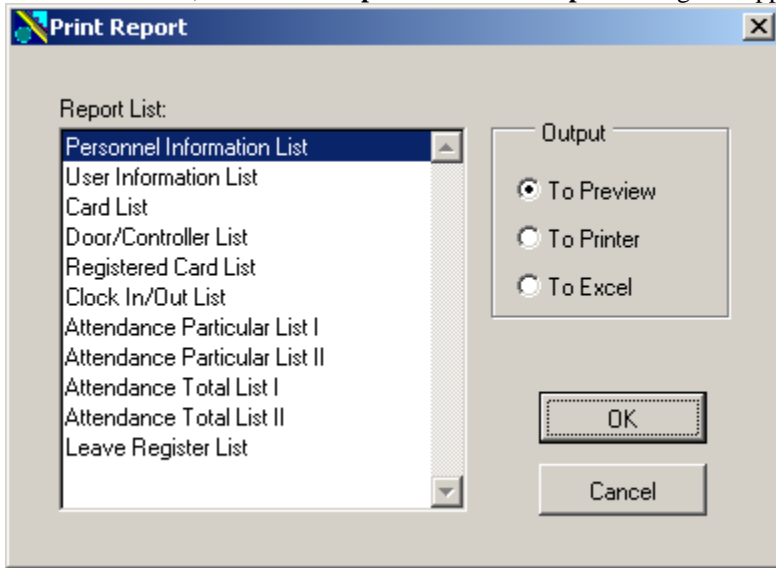 Print Report
Report List:
Personnel Information List
User Information List
Card List
Door/Controller List
Registered Card List
Clock In/Out List
Attendance Particular List I
Attendance Particular List II
Attendance Total List I
Attendance Total List II
Leave Register List
Output
To Preview
To Printer
To Excel
OK
Cancel